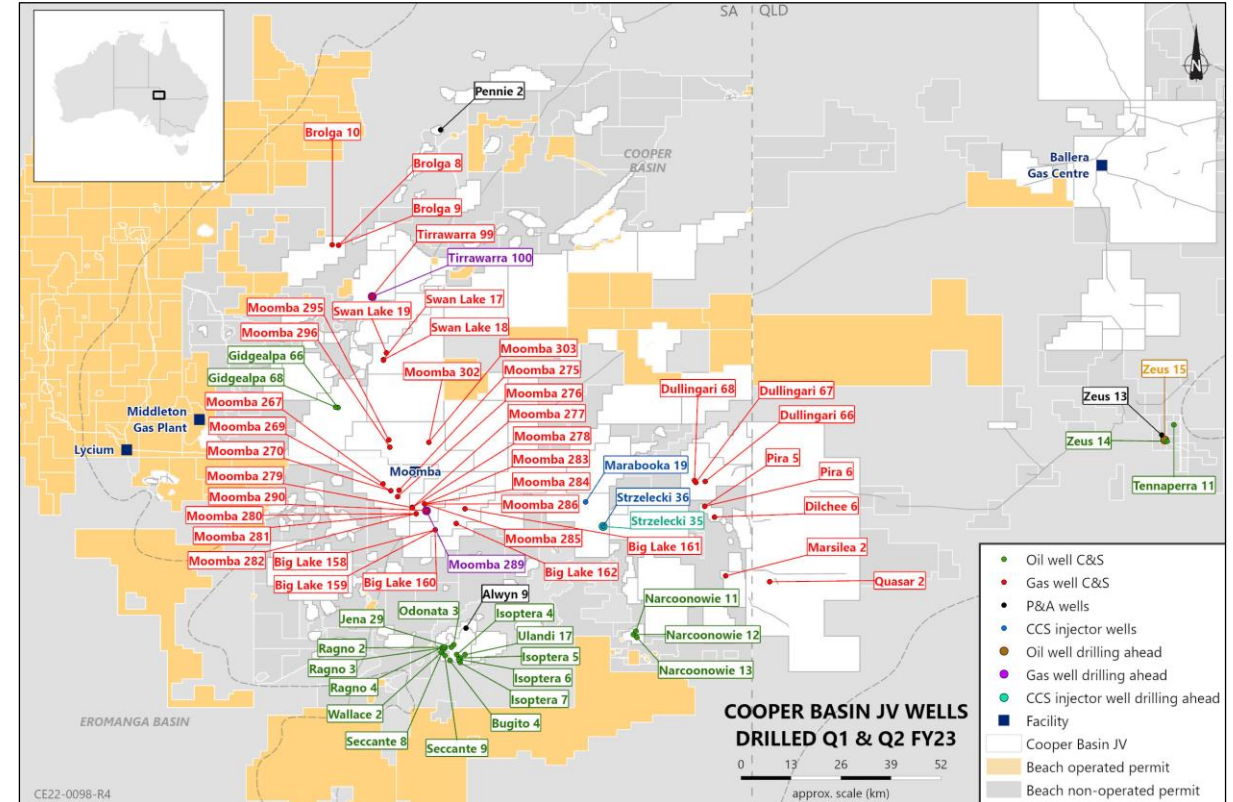 SA
QLD
Pennie 2
Brolga 10
COOPER
BASIN
Ballera
Gas Centre
Brolga 8
Brolga 9
Tirrawarra 99
Tirrawarra 100
Swan Lake 17
Moomba 295
Swan Lake 19
Swan Lake 18
Moomba 296
Moomba 303
Gidgealpa 66
Moomba 302
Moomba 275
Gidgealpa 68
Moomba 276
Dullingari 68
Dullingari 67
Zeus 15
Zeus 13
Moomba 267
Moomba 277
Dullingari 66
Middleton
Gas Plant
Moomba 269
Moomba 278
Zeus 14
Lycium
Moomba 270
Moomba 283
Pira 5
Moomba
Marabooka 19
Pira 6
Moomba 279
Moomba 284
Tennaperra 11
Moomba 290
Strzelecki 36
Moomba 286
Dilchee 6
Moomba 280
Strzelecki 35
Moomba 281
Moomba 285
Big Lake 161
Marsilea 2
Moomba 282
Big Lake 158
Moomba 289
Big Lake 162
Big Lake 159
Big Lake 160
Quasar 2
Alwyn 9
Narcoonowie 11
Odonata 3
Isoptera 4
Jena 29
Ulandi 17
Narcoonowie 12
Ragno 2
Isoptera 5
Ragno 3
Narcoonowie 13
Isoptera 6
Ragno 4
Isoptera 7
Wallace 2
Bugito 4
EROMANGA BASIN
Seccante 8
Seccante 9
COOPER BASIN JV WELLS
DRILLED Q1 & Q2 FY23
0 13 26 39 52
approx. scale (km)
CE22-0098-R4
N
Oil well C&S
Gas well C&S
P&A wells
CCS injector wells
Oil well drilling ahead
Gas well drilling ahead
CCS injector well drilling ahead
Facility
Cooper Basin JV
Beach operated permit
Beach non-operated permit